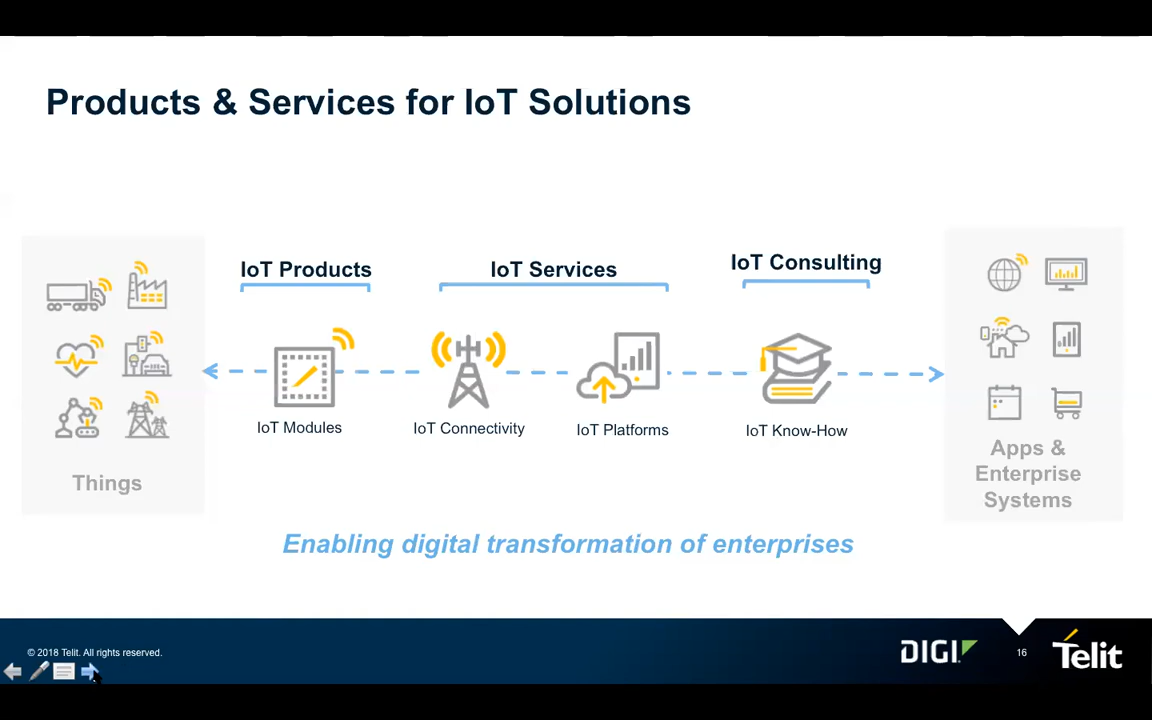 Products & Services for IoT Solutions
IoT Products
IoT Services
IoT Consulting
IoT Modules
IoT Connectivity
IoT Platforms
IoT Know-How
Things
Apps &
Enterprise
Systems
Enabling digital transformation of enterprises
© 2018 Telit. All rights reserved.
DIGI
16
Telit